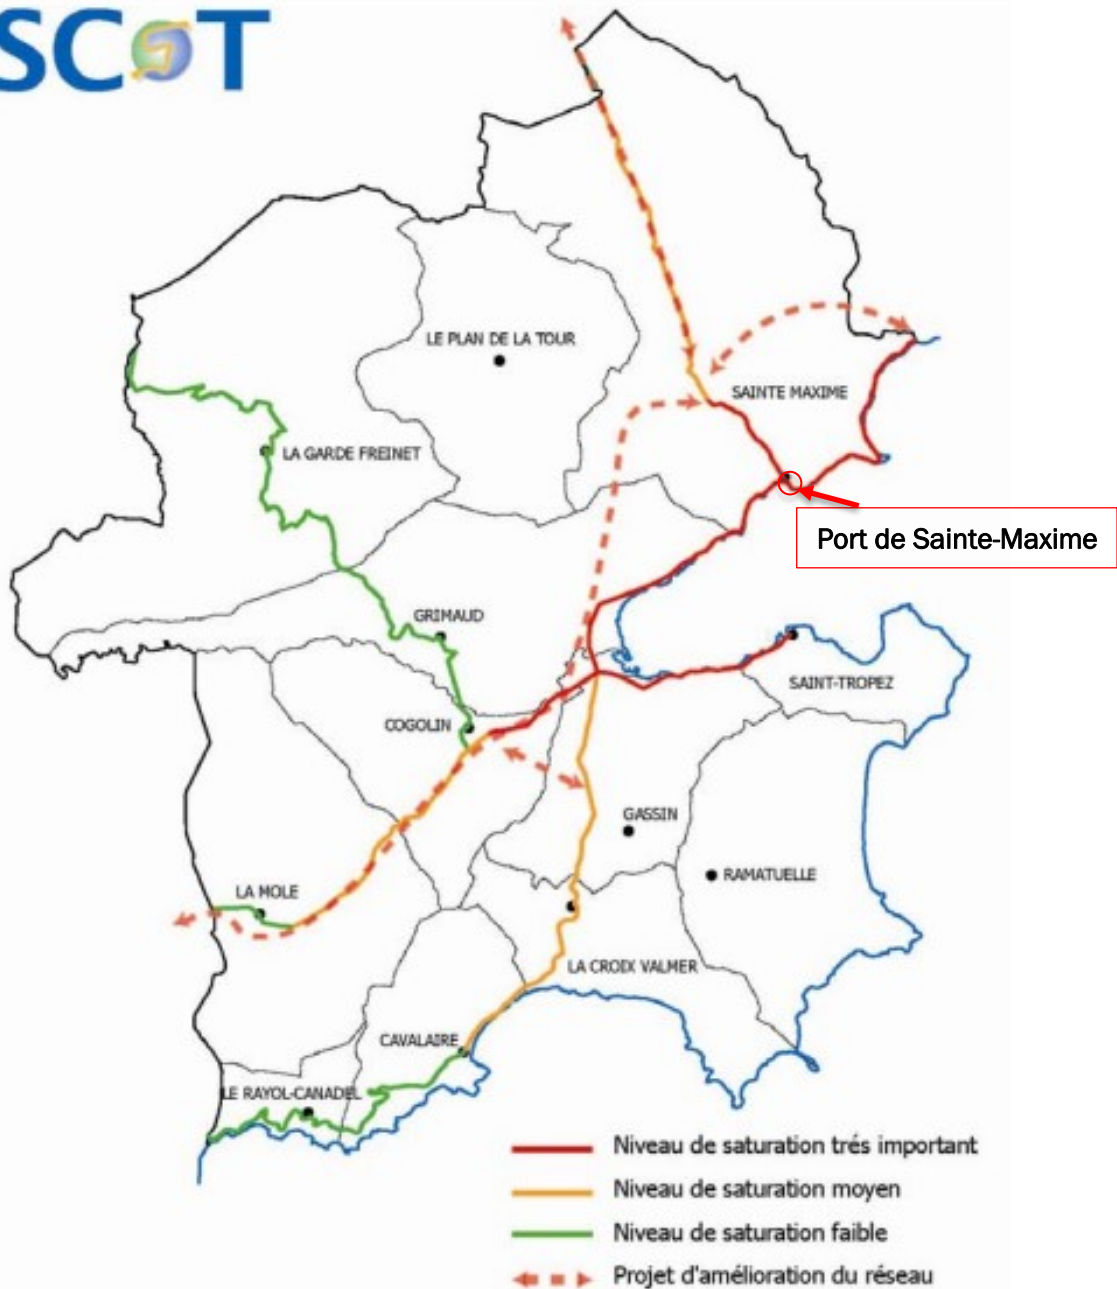 SCOT
LE PLAN DE LA TOUR
SAINTE MAXIME
LA GARDE FREINET
Port de Sainte-Maxime
GRIMAUD
SAINT-TROPEZ
COGOLIN
GASSIN
RAMATUELLE
LA MOLE
LA CROIX VALMER
CAVALAIRE
LE RAYOL-CANADEL
Niveau de saturation trés important
Niveau de saturation moyen
Niveau de saturation faible
Projet d'amélioration du réseau